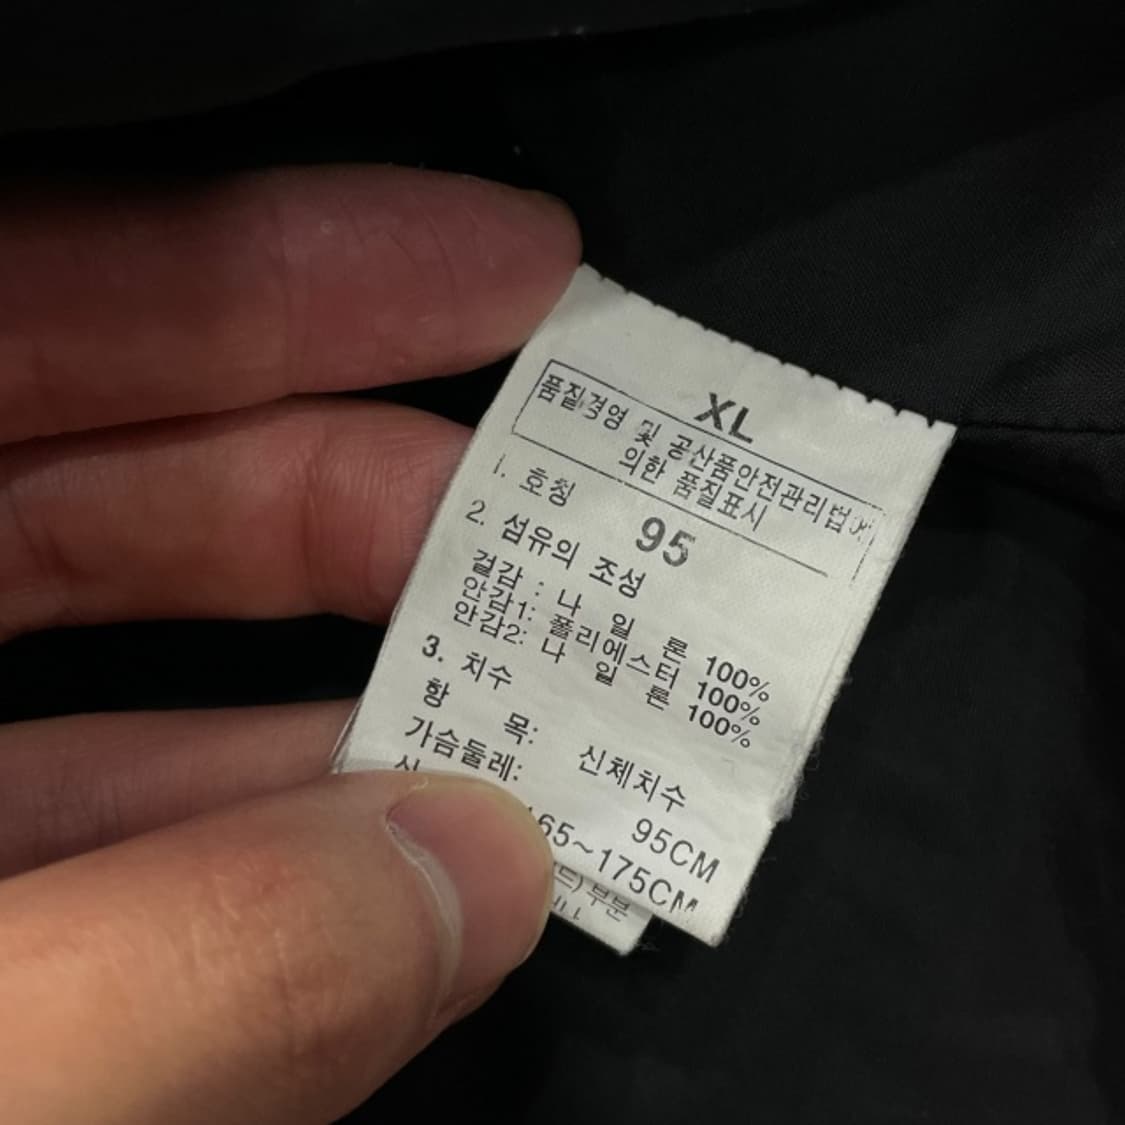 XL
품질경영 및 공산품안전관리법에
의한 품질표시
1. 호칭 95
2. 섬유의 조성
겉감 : 나 일 론 100%
안감1: 폴리에스터 100%
안감2: 나 일 론 100%
3. 치수
항 목: 신체치수
가슴둘레: 95CM
165~175CM
부분